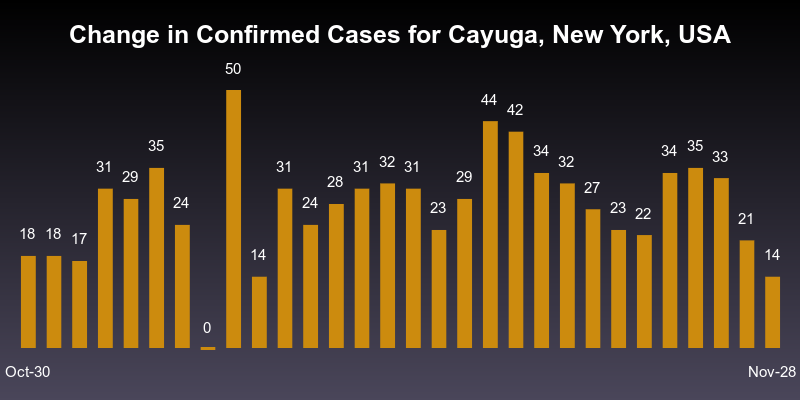 Change in Confirmed Cases for Cayuga, New York, USA
18 18 17 31 29 35 24 0 50 14 31 24 28 31 32 31 23 29 44 42 34 32 27 23 22 34 35 33 21 14
Oct-30 Nov-28